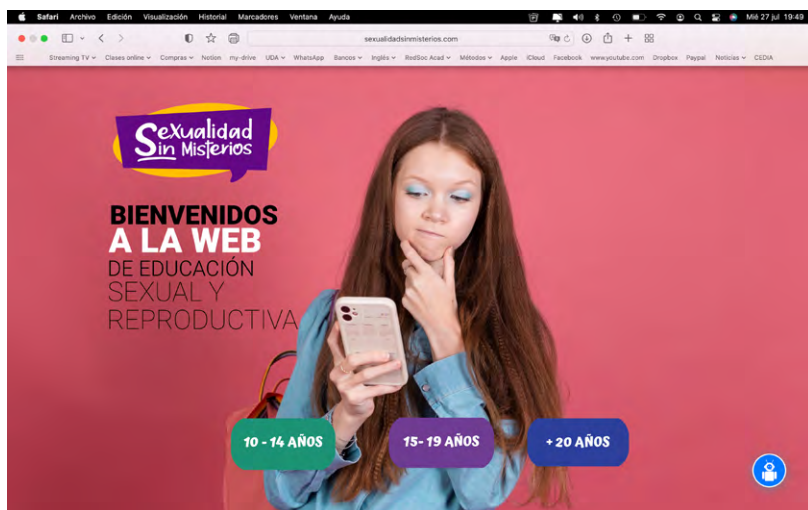 Safari Archivo Edición Visualización Historial Marcadores Ventana Ayuda Mié 27 jul 19:49
sexualidadsinmisterios.com
Streaming TV Clases online Compras Notion my-drive UDA WhatsApp Bancos Inglés RedSoc Acad Métodos Apple iCloud Facebook www.youtube.com Dropbox Paypal Noticias CEDIA
Sexualidad
Sin Misterios
BIENVENIDOS
A LA WEB
DE EDUCACIÓN
SEXUAL Y
REPRODUCTIVA
10 - 14 AÑOS 15- 19 AÑOS + 20 AÑOS